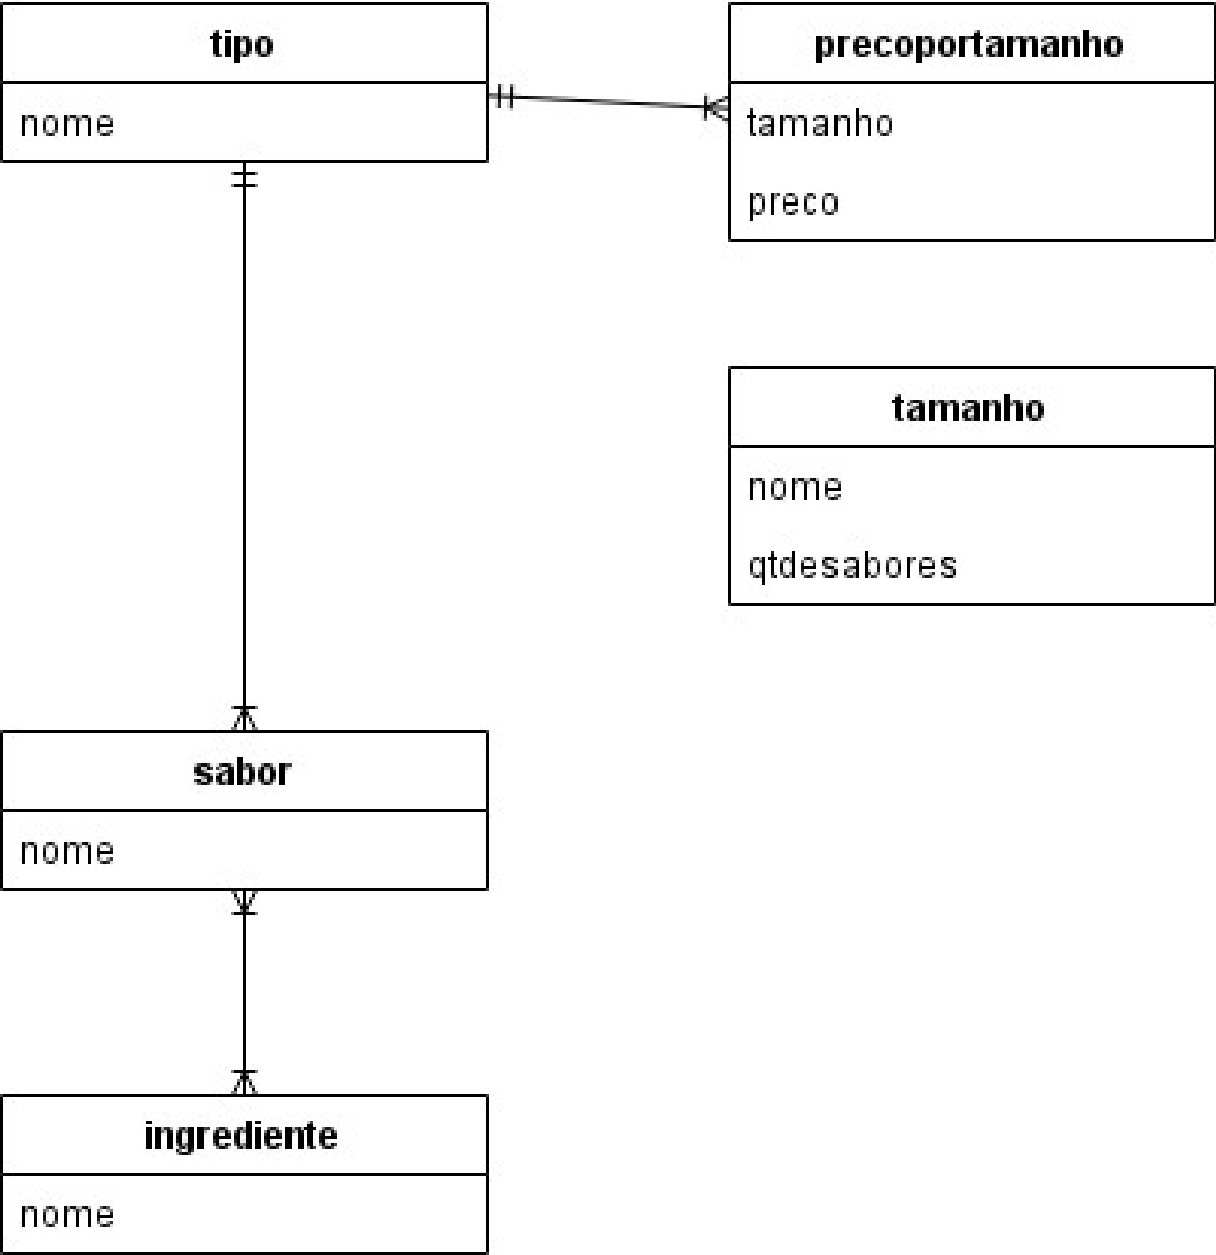 tipo
nome
precoportamanho
tamanho
preco
tamanho
nome
qtdesabores
sabor
nome
ingrediente
nome